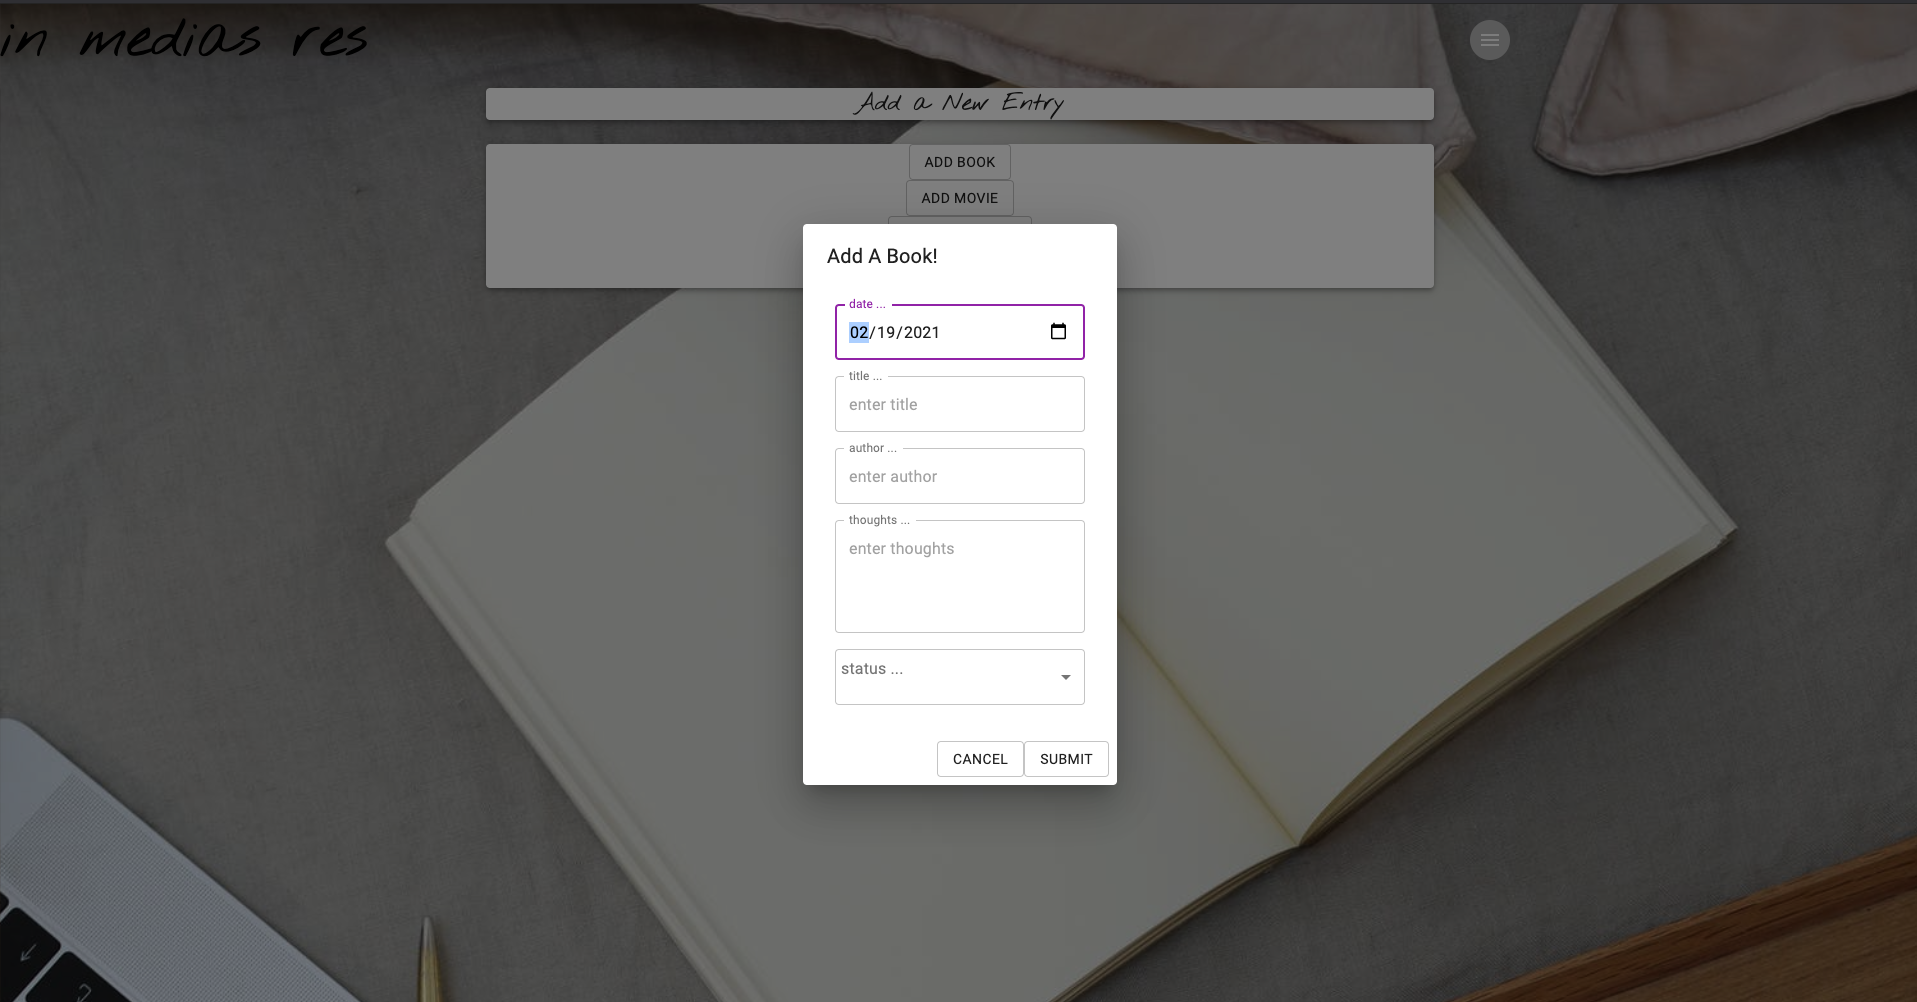 in medias res
Add a New Entry
ADD BOOK
ADD MOVIE
Add A Book!
date ...
02/19/2021
title ...
enter title
author ...
enter author
thoughts ...
enter thoughts
status ...
CANCEL SUBMIT